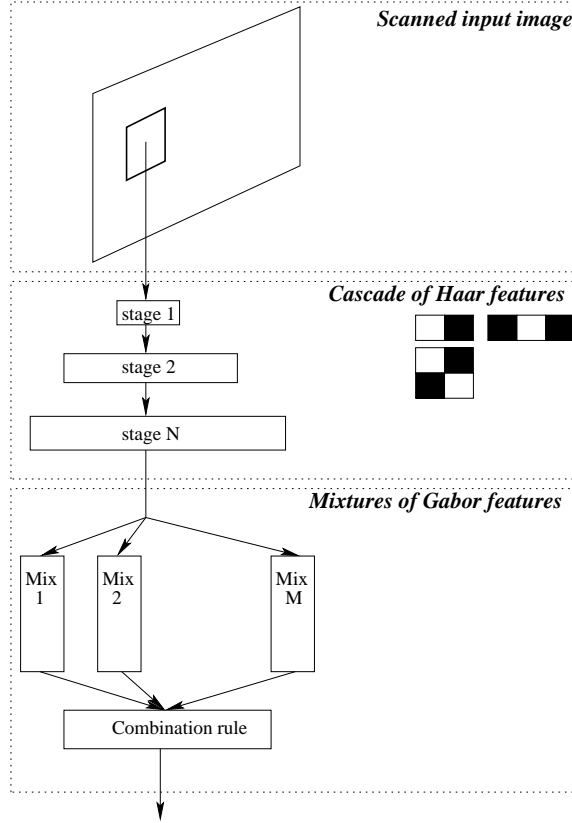 Scanned input image
Cascade of Haar features
stage 1
stage 2
stage N
Mixtures of Gabor features
Mix
1
Mix
2
Mix
M
Combination rule